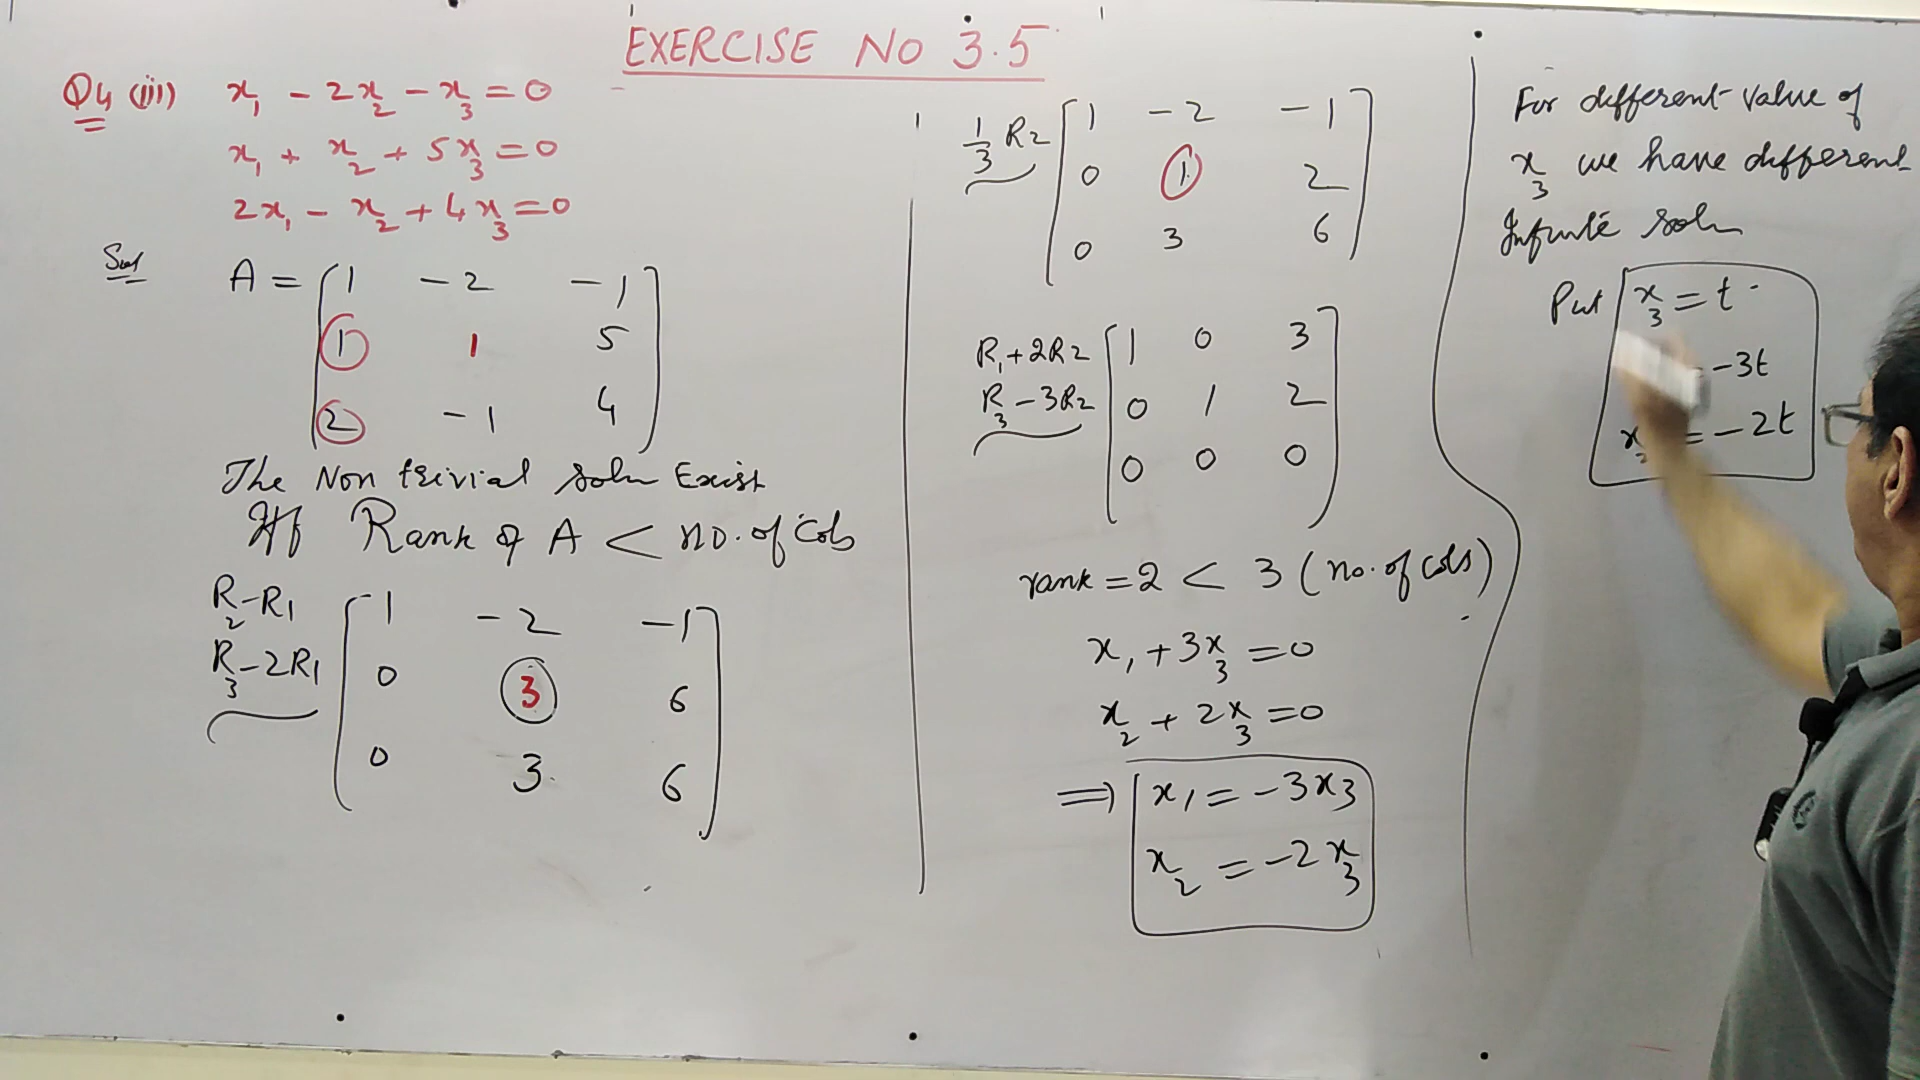 EXERCISE NO 3.5
Q4 (iii) x₁ - 2x₂ - x₃ = 0
x₁ + x₂ + 5x₃ = 0
2x₁ - x₂ + 4x₃ = 0
Sol A = [1 -2 -1
1 1 5
2 -1 4]
The Non trivial soln Exist
Iff Rank of A < no. of Cols
R₂-R₁ [1 -2 -1
R₃-2R₁ 0 3 6
0 3 6]
1/3 R2 [1 -2 -1
0 1 2
0 3 6]
R₁+2R2 [1 0 3
R₃-3R2 0 1 2
0 0 0]
rank = 2 < 3 (no. of cols)
x₁ + 3x₃ = 0
x₂ + 2x₃ = 0
⇒ x₁ = -3x₃
x₂ = -2x₃
For different value of
x₃ we have different
Infinite soln
Put x₃ = t
-3t
x₂ = -2t